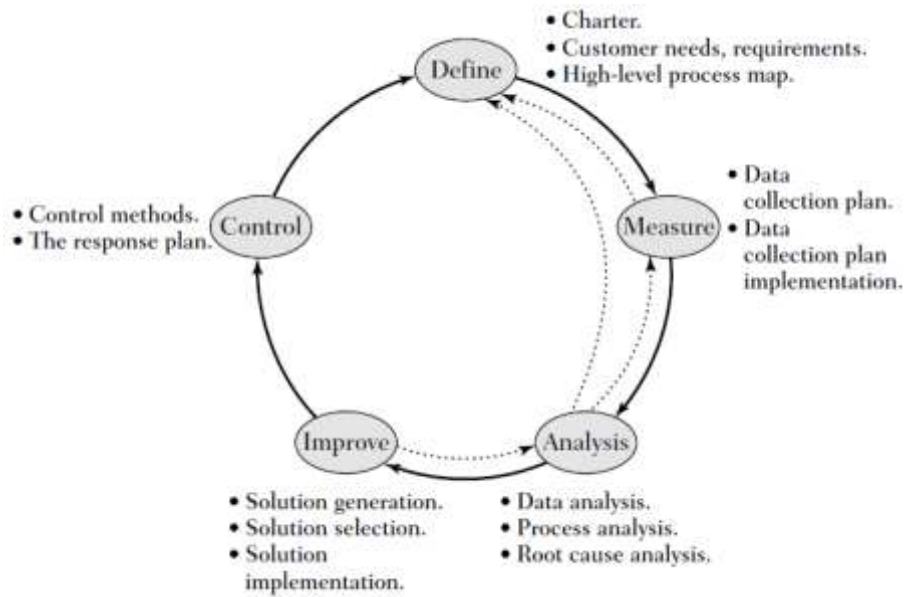 Define
• Charter.
• Customer needs, requirements.
• High-level process map.
Measure
• Data
collection plan.
• Data
collection plan
implementation.
Analysis
• Data analysis.
• Process analysis.
• Root cause analysis.
Improve
• Solution generation.
• Solution selection.
• Solution
implementation.
Control
• Control methods.
• The response plan.